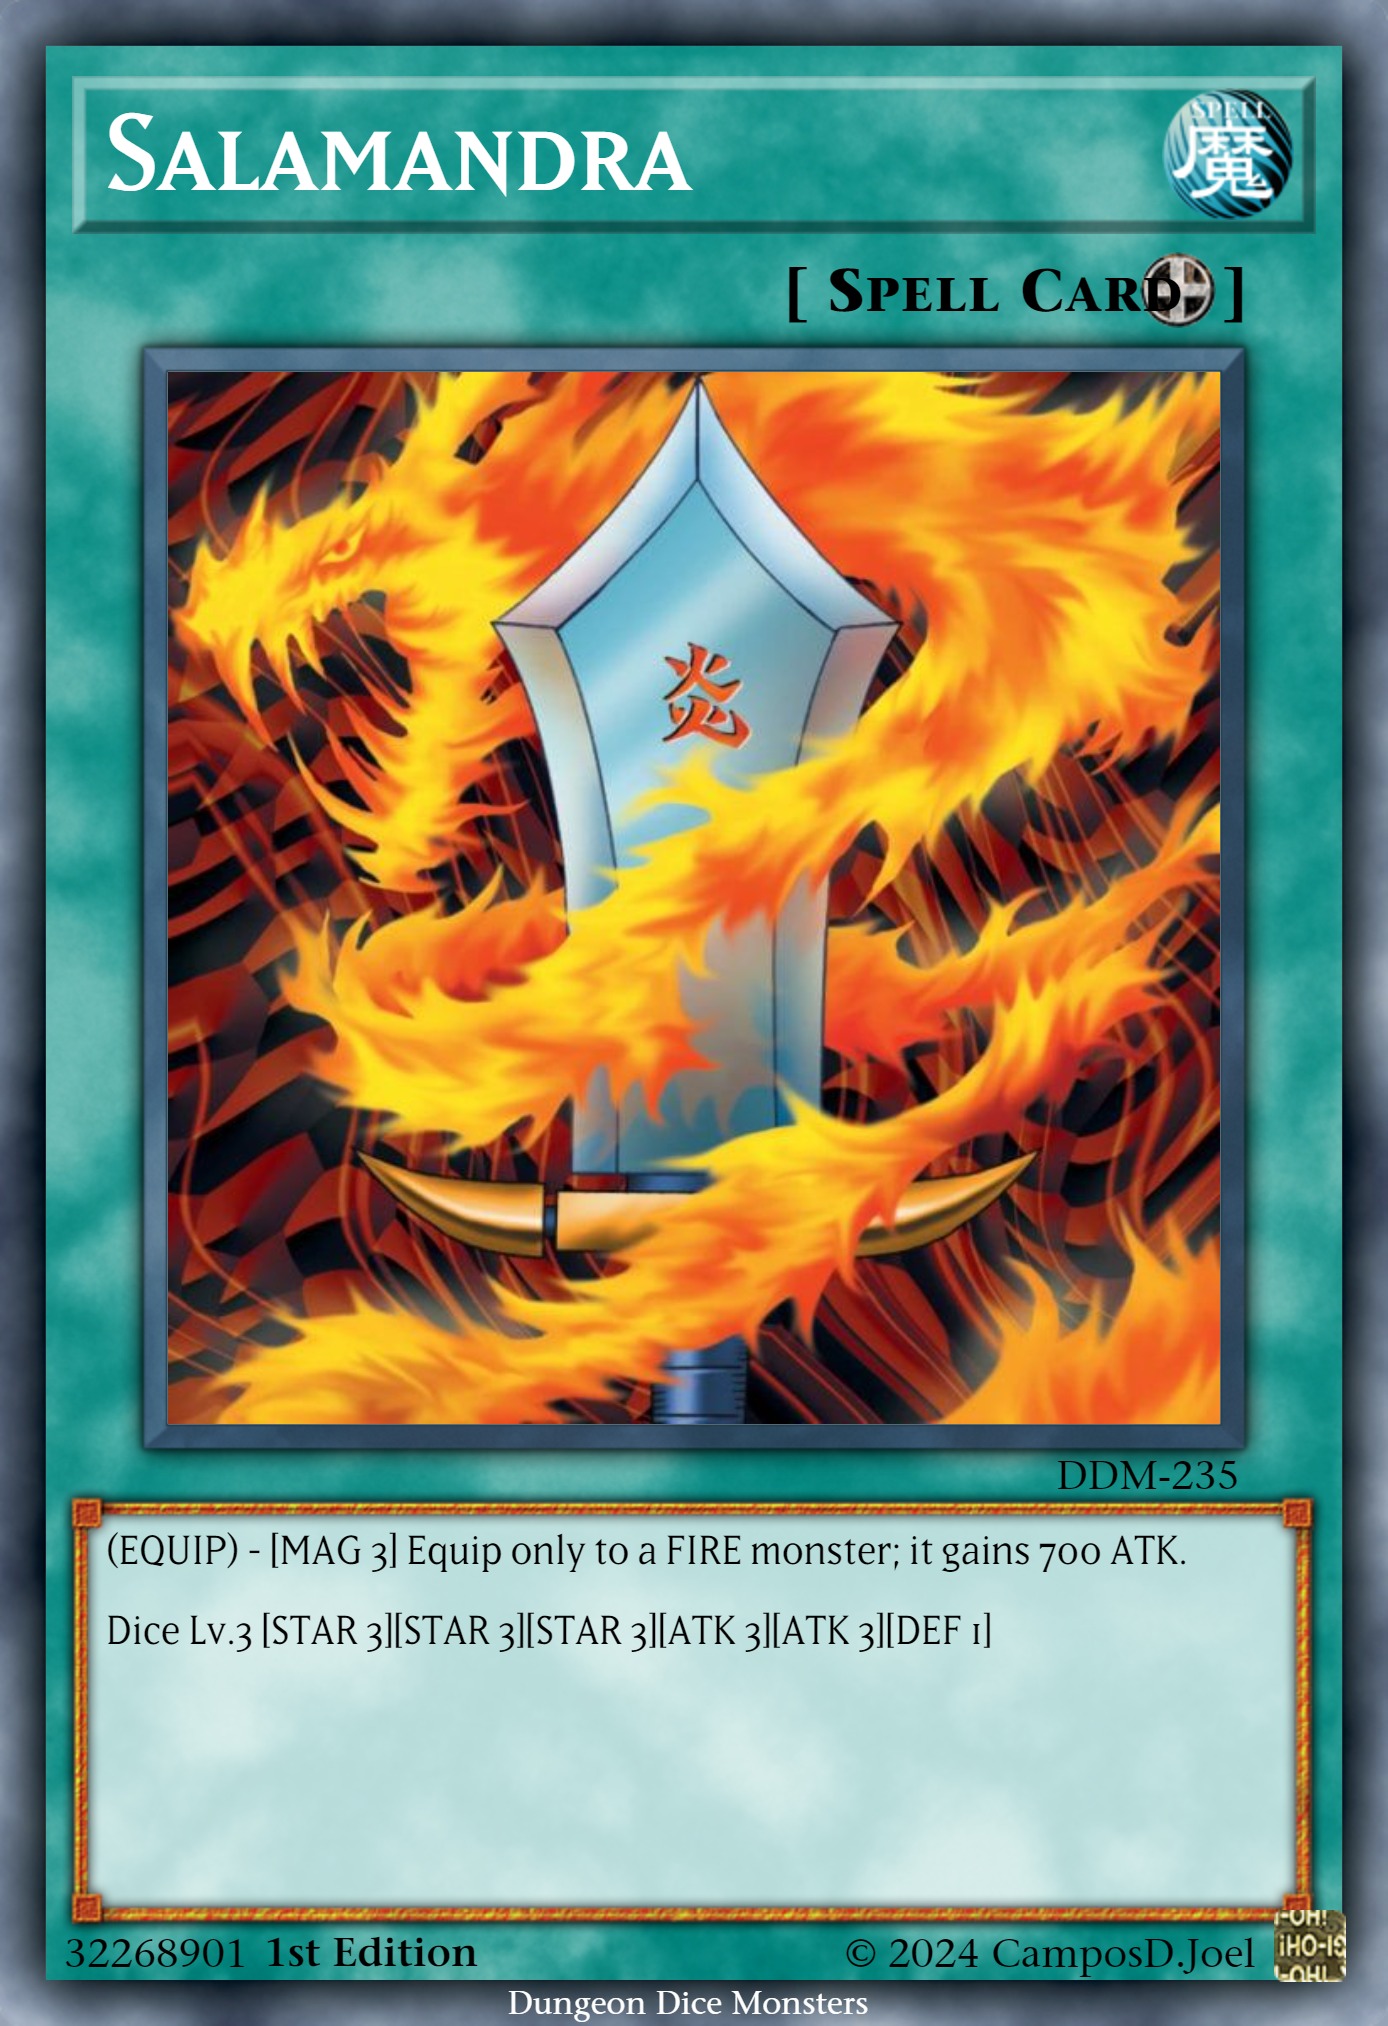 SALAMANDRA
SPELL
魔
[ SPELL CARD ]
炎
DDM-235
(EQUIP) - [MAG 3] Equip only to a FIRE monster; it gains 700 ATK.
Dice Lv.3 [STAR 3][STAR 3][STAR 3][ATK 3][ATK 3][DEF 1]
32268901 1st Edition
© 2024 CamposD.Joel
Dungeon Dice Monsters